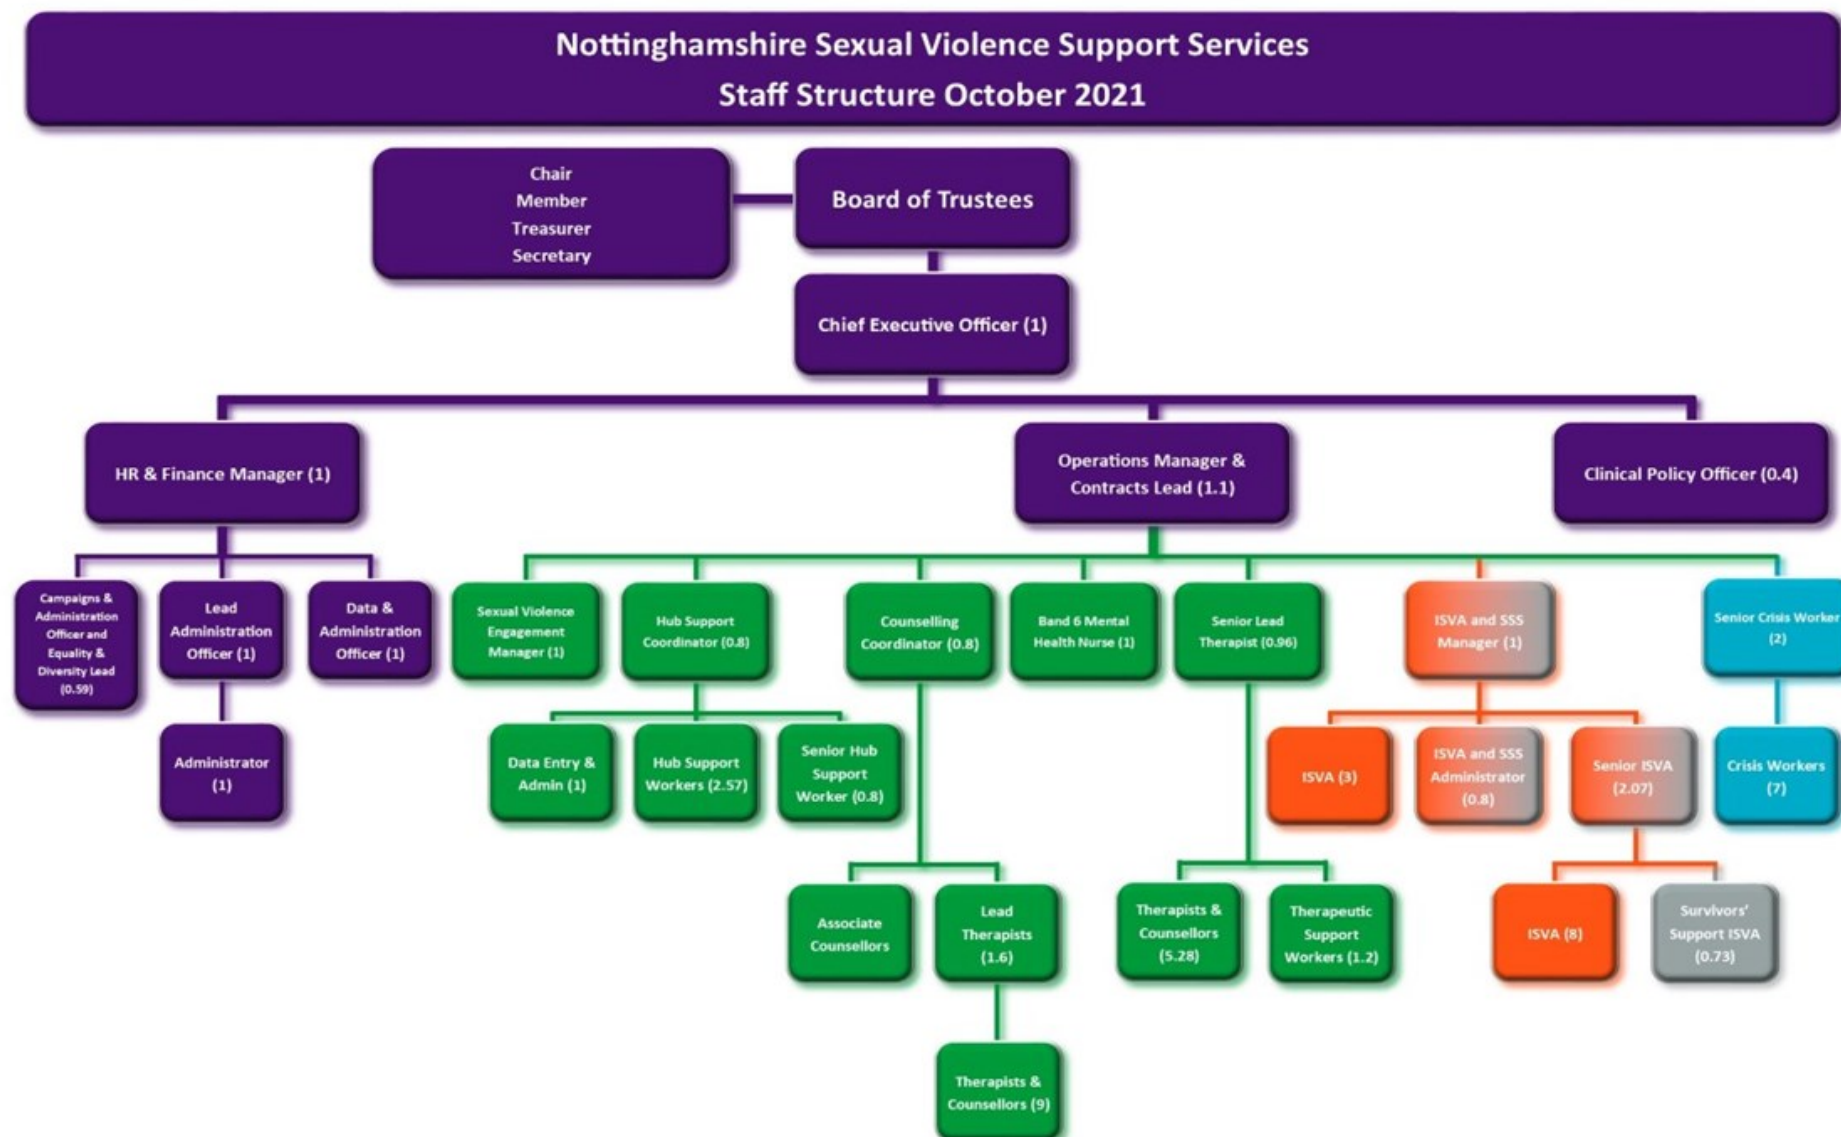 Nottinghamshire Sexual Violence Support Services
Staff Structure October 2021
Chair
Member
Treasurer
Secretary
Board of Trustees
Chief Executive Officer (1)
HR & Finance Manager (1)
Operations Manager &
Contracts Lead (1.1)
Clinical Policy Officer (0.4)
Campaigns &
Administration
Officer and
Equality &
Diversity Lead
(0.59)
Lead
Administration
Officer (1)
Data &
Administration
Officer (1)
Sexual Violence
Engagement
Manager (1)
Hub Support
Coordinator (0.8)
Counselling
Coordinator (0.8)
Band 6 Mental
Health Nurse (1)
Senior Lead
Therapist (0.96)
ISVA and SSS
Manager (1)
Senior Crisis Worker
(2)
Administrator
(1)
Data Entry &
Admin (1)
Hub Support
Workers (2.57)
Senior Hub
Support
Worker (0.8)
ISVA (3)
ISVA and SSS
Administrator
(0.8)
Senior ISVA
(2.07)
Crisis Workers
(7)
Associate
Counsellors
Lead
Therapists
(1.6)
Therapists &
Counsellors
(5.28)
Therapeutic
Support
Workers (1.2)
ISVA (8)
Survivors'
Support ISVA
(0.73)
Therapists &
Counsellors (9)